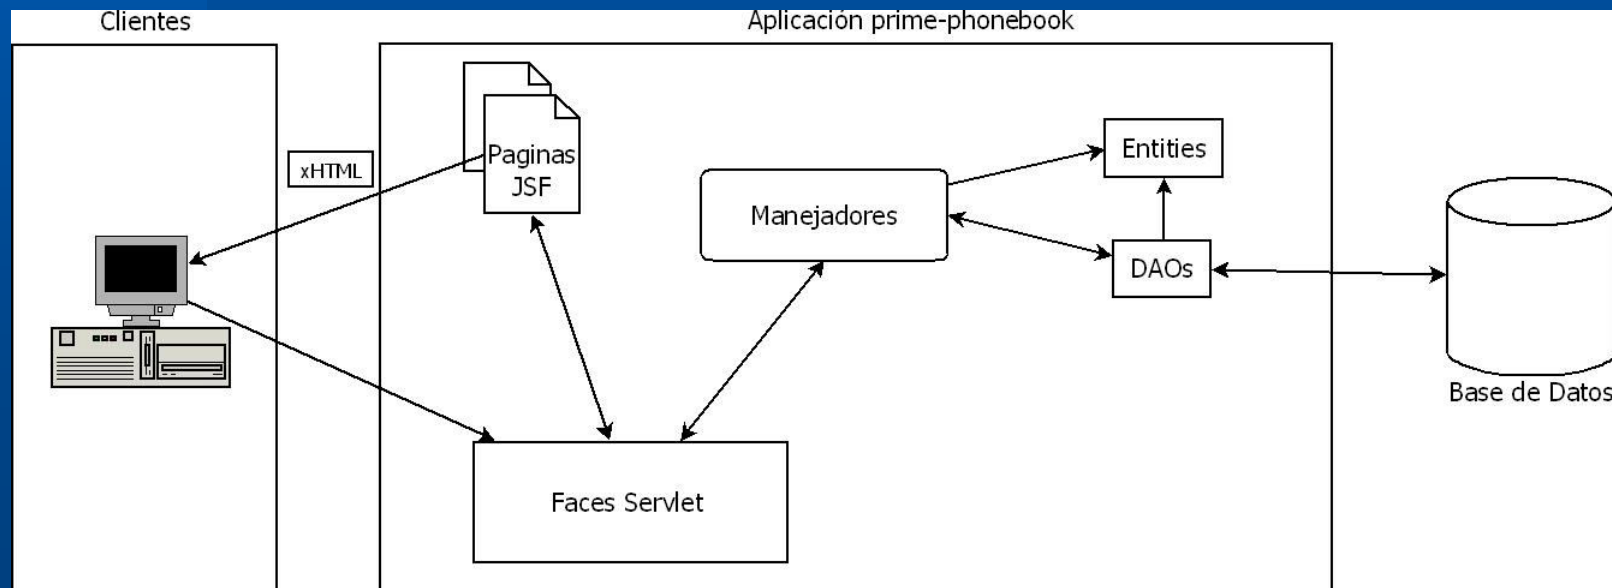 Clientes
Aplicación prime-phonebook
xHTML
Paginas
JSF
Manejadores
Entities
DAOs
Base de Datos
Faces Servlet